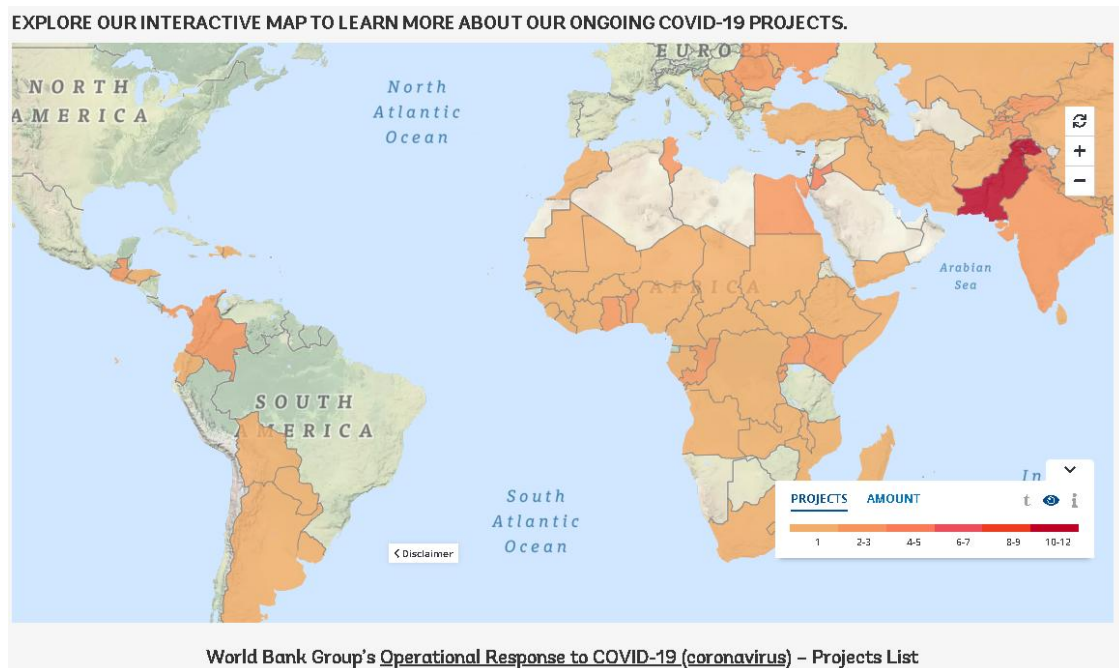 EXPLORE OUR INTERACTIVE MAP TO LEARN MORE ABOUT OUR ONGOING COVID-19 PROJECTS.
EUROPE
NORTH
AMERICA
North
Atlantic
Ocean
Arabian
Sea
AFRICA
SOUTH
AMERICA
South
Atlantic
Ocean
In
Disclaimer
PROJECTS AMOUNT
1 2-3 4-5 6-7 8-9 10-12
World Bank Group's Operational Response to COVID-19 (coronavirus) – Projects List